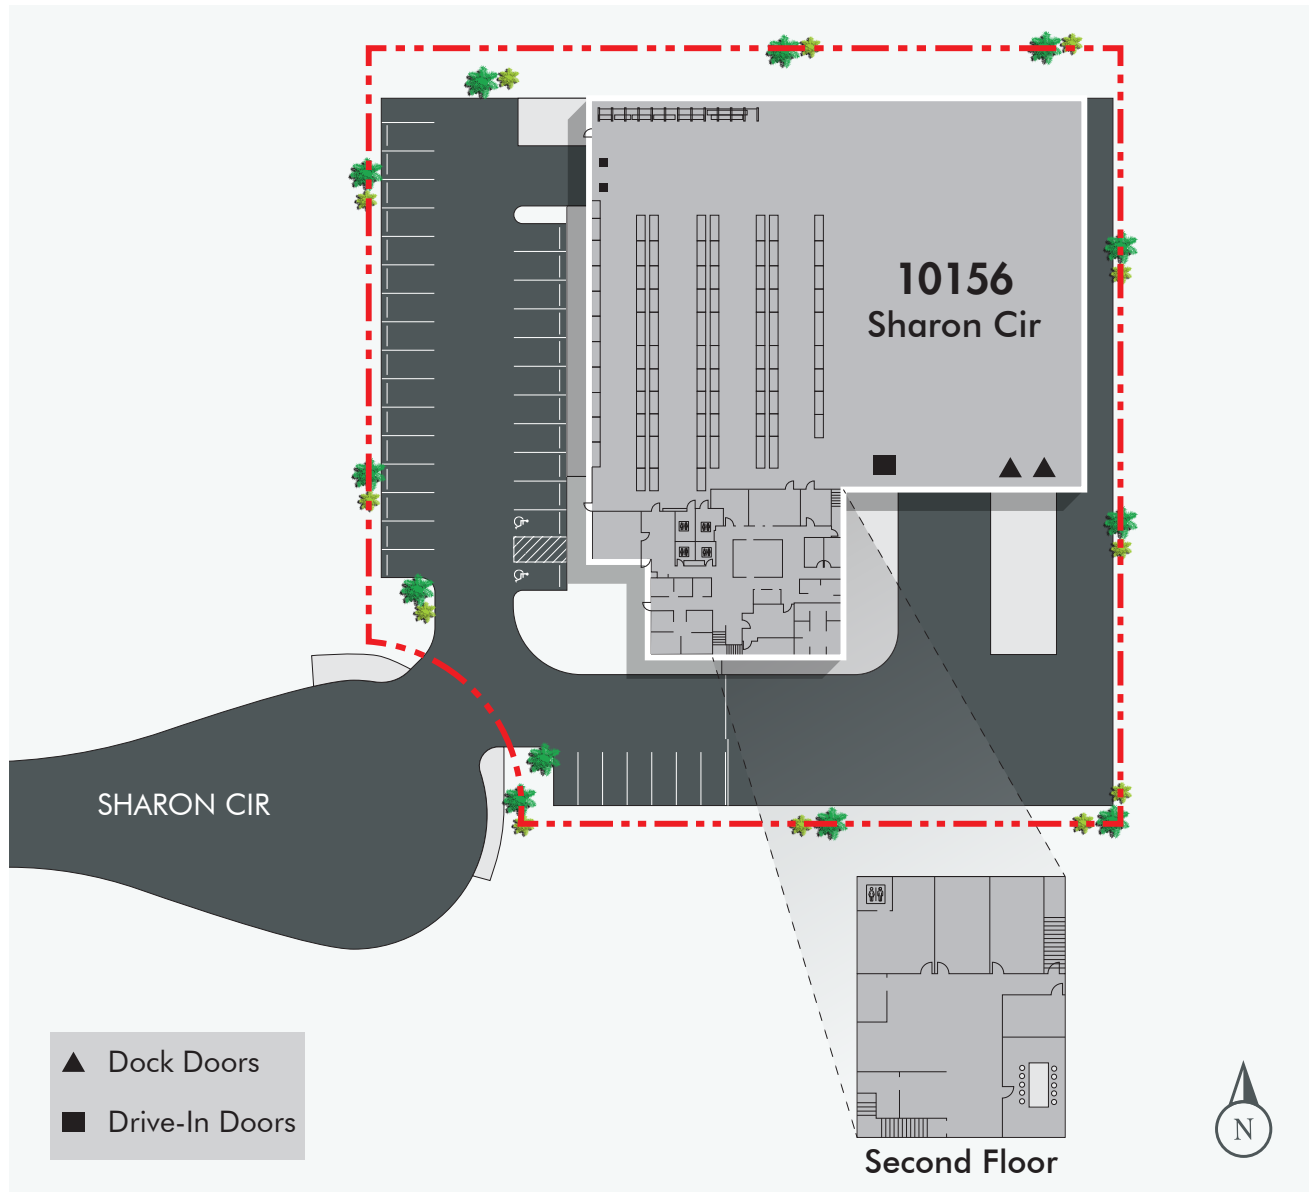 10156
Sharon Cir
SHARON CIR
Dock Doors
Drive-In Doors
Second Floor
N